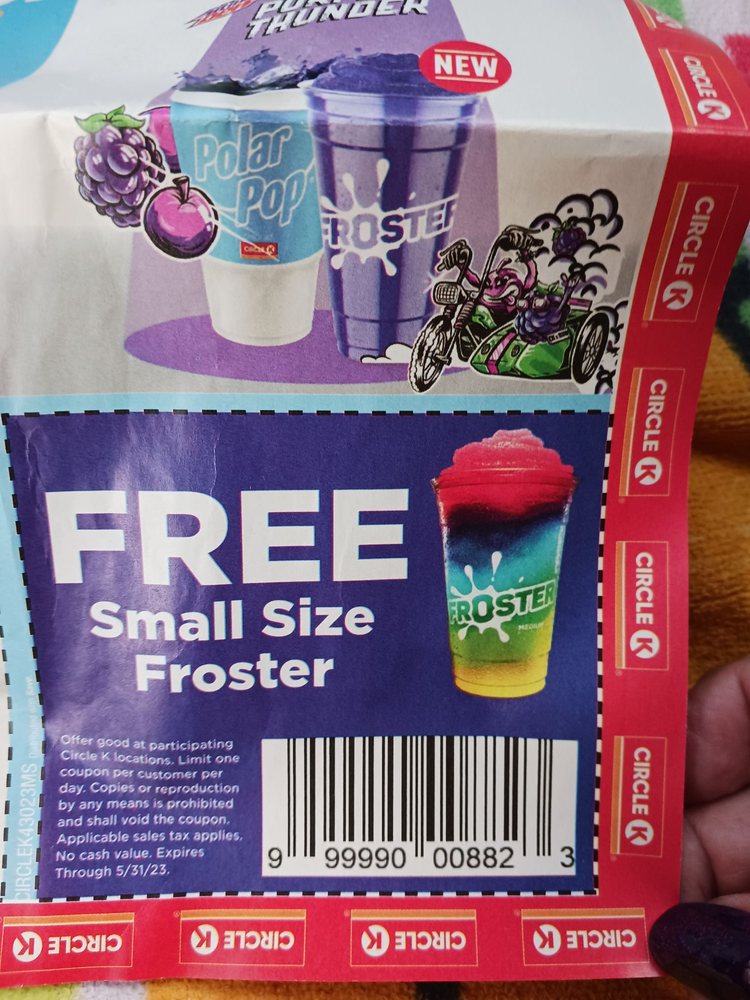 THUNDER
NEW
Polar
Pop
CIRCLE K
FROSTER
FREE
Small Size
Froster
FROSTER
MEDIUM
Offer good at participating
Circle K locations. Limit one
coupon per customer per
day. Copies or reproduction
by any means is prohibited
and shall void the coupon.
Applicable sales tax applies.
No cash value. Expires
Through 5/31/23.
9 99990 00882 3
CIRCLEK43023MS
CIRCLE K
CIRCLE K
CIRCLE K
CIRCLE K
CIRCLE K
CIRCLE K
CIRCLE K
CIRCLE K
CIRCLE K